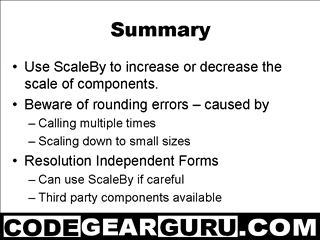 Summary
• Use ScaleBy to increase or decrease the
scale of components.
• Beware of rounding errors – caused by
– Calling multiple times
– Scaling down to small sizes
• Resolution Independent Forms
– Can use ScaleBy if careful
– Third party components available
CODEGEARGURU.COM